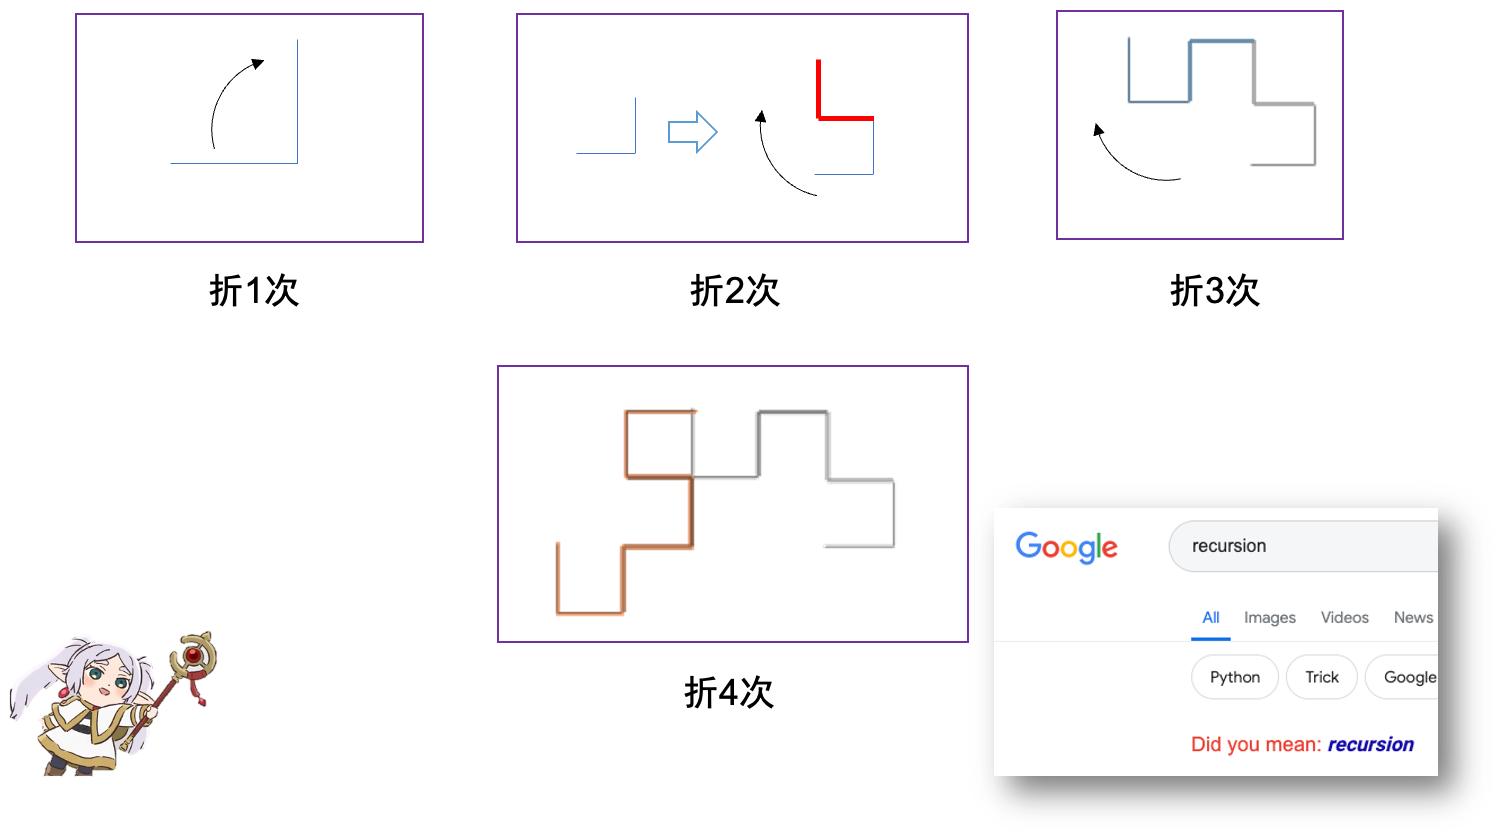 折1次
折2次
折3次
折4次
Google
recursion
All Images Videos News
Python Trick Google
Did you mean: recursion